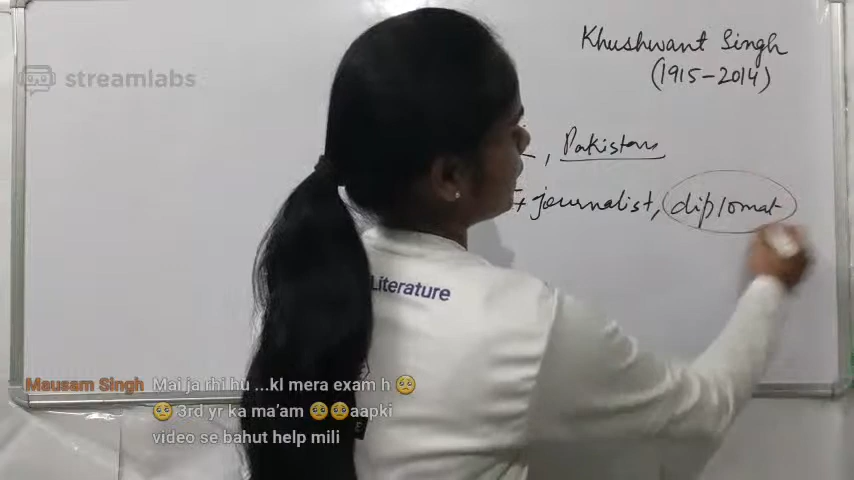 streamlabs
Khushwant Singh
(1915-2014)
, Pakistan
journalist, diplomat
Literature
Mausam Singh Mai ja rhi hu ...kl mera exam h 🥺
🥺 3rd yr ka ma'am 🥺🥺aapki
video se bahut help mili